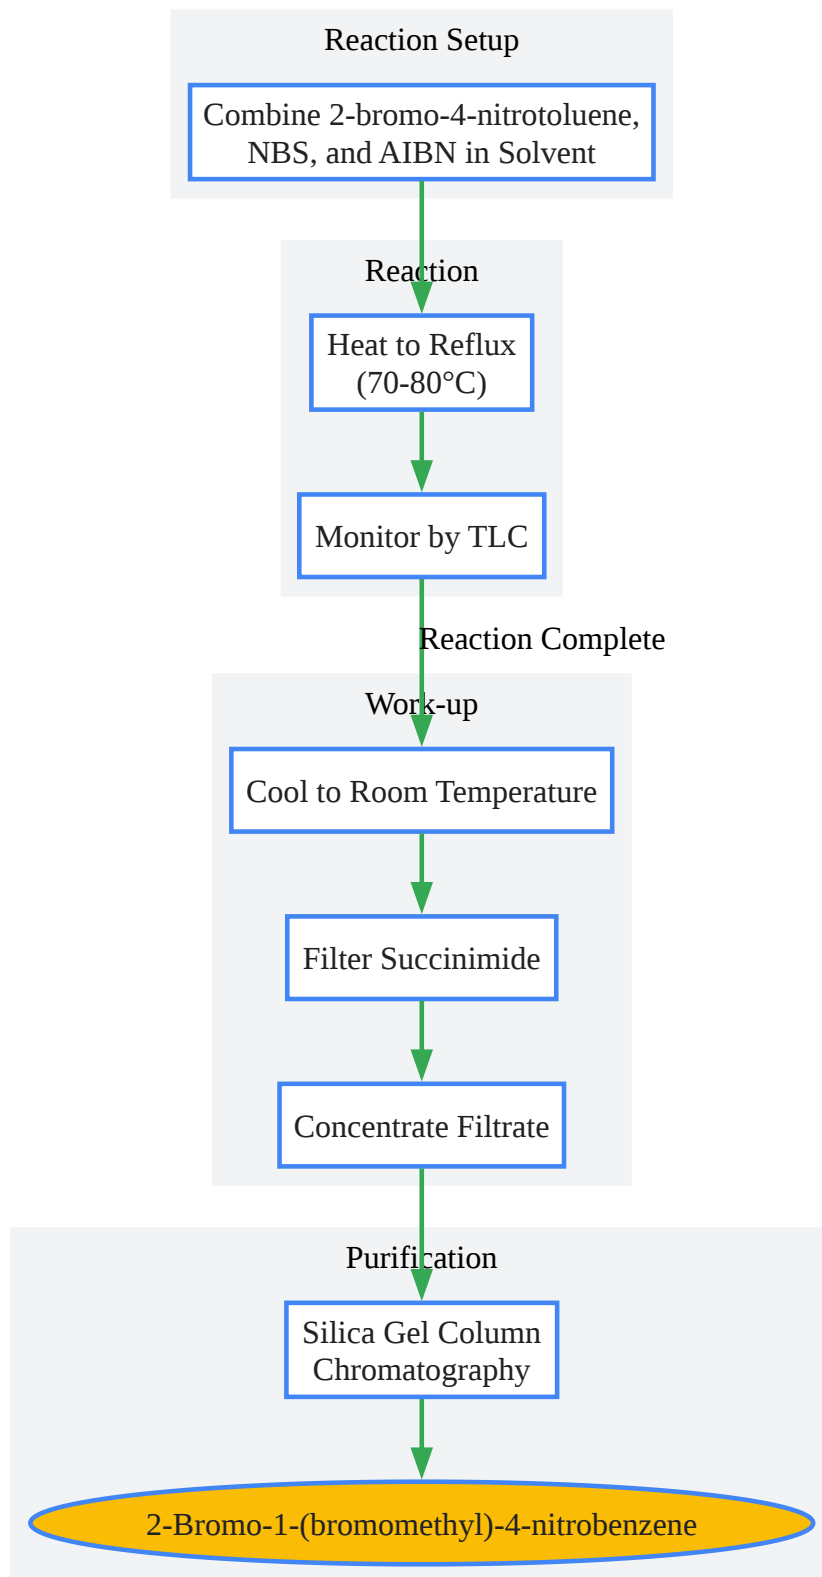 Reaction Setup
Combine 2-bromo-4-nitrotoluene,
NBS, and AIBN in Solvent
Reaction
Heat to Reflux
(70-80°C)
Monitor by TLC
Reaction Complete
Work-up
Cool to Room Temperature
Filter Succinimide
Concentrate Filtrate
Purification
Silica Gel Column
Chromatography
2-Bromo-1-(bromomethyl)-4-nitrobenzene